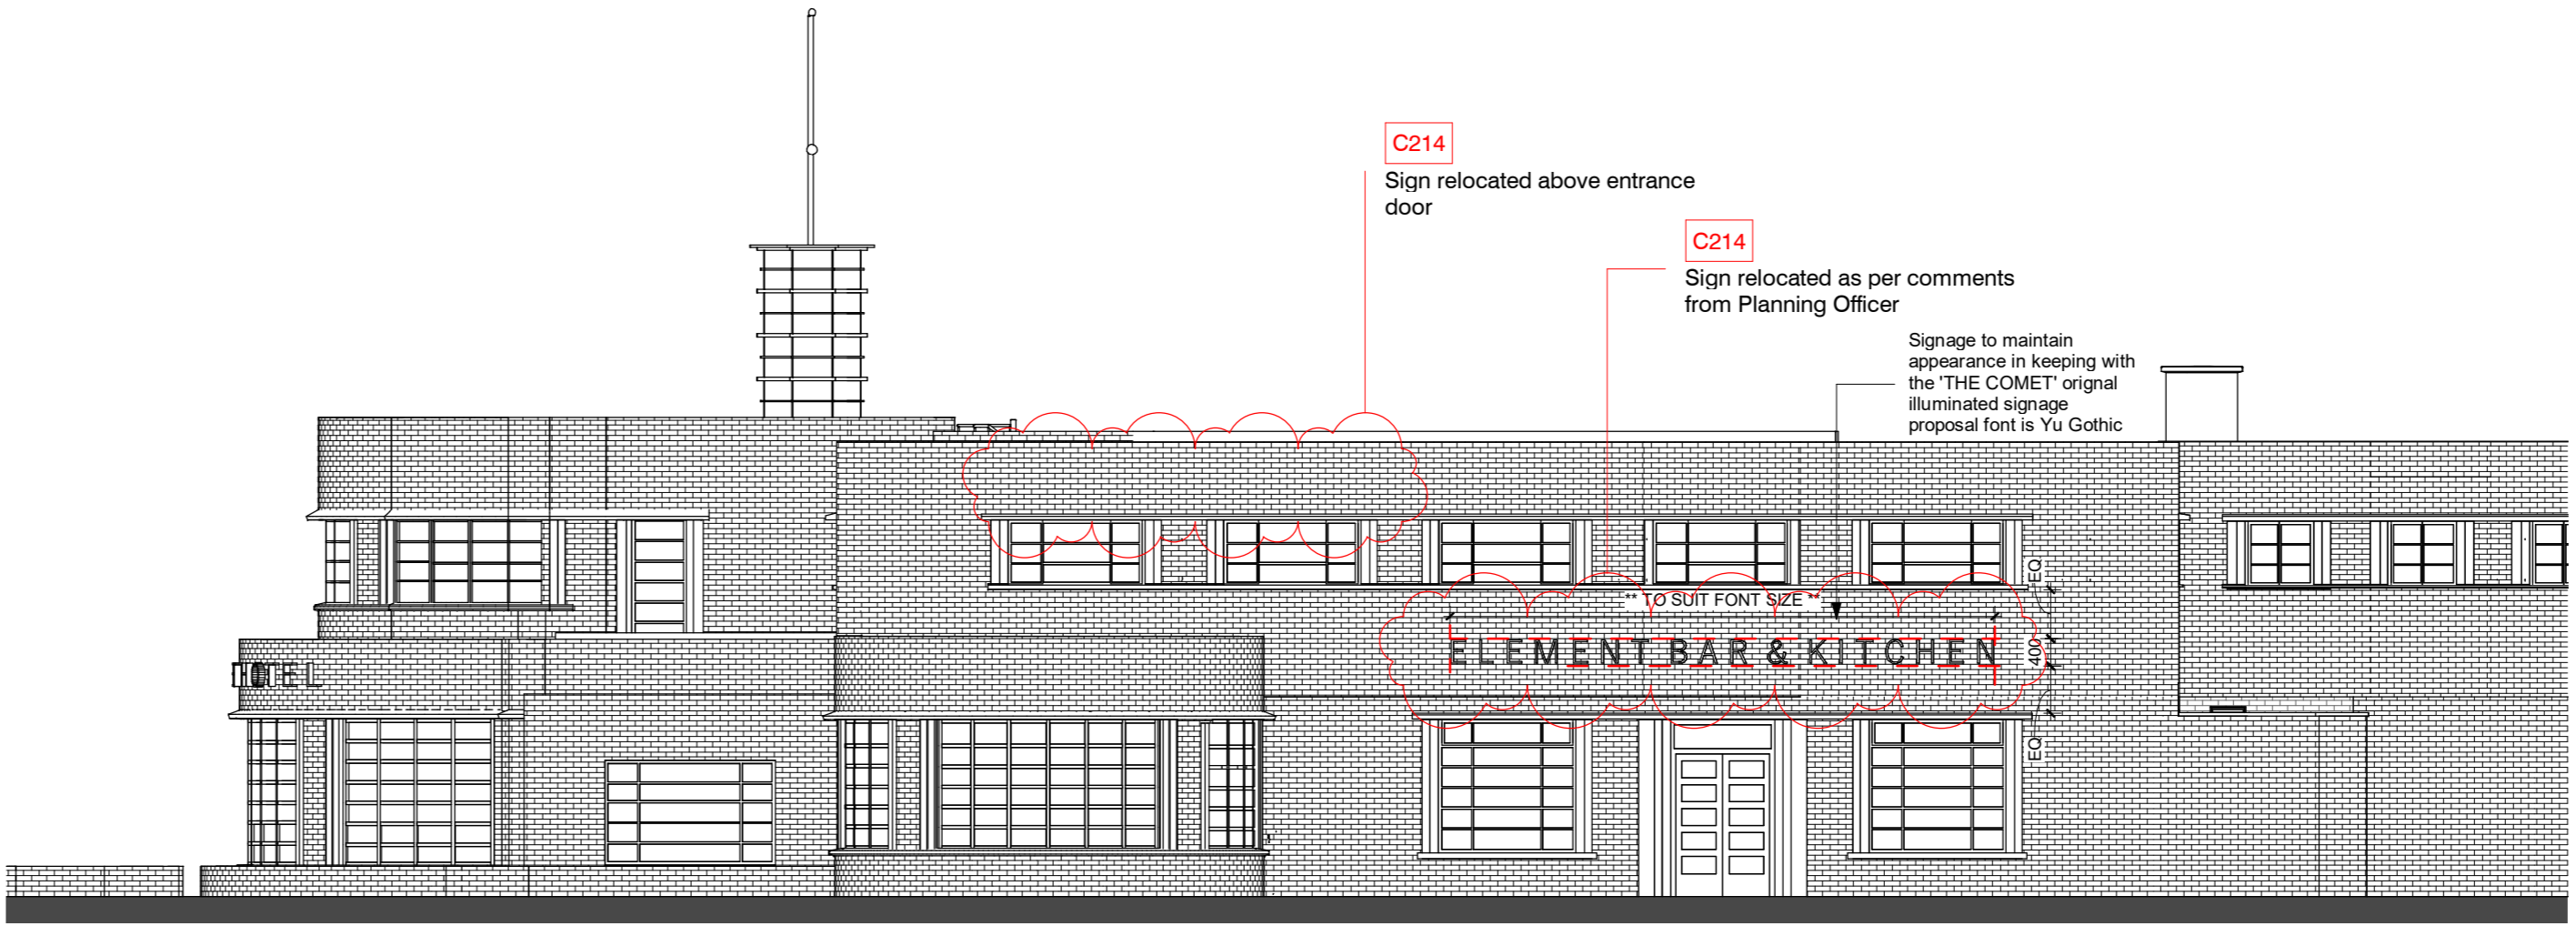 C214
Sign relocated above entrance
door
C214
Sign relocated as per comments
from Planning Officer
Signage to maintain
appearance in keeping with
the 'THE COMET' orignal
illuminated signage
proposal font is Yu Gothic
EQ
** TO SUIT FONT SIZE **
400
ELEMENT BAR & KITCHEN
HOTEL
EQ